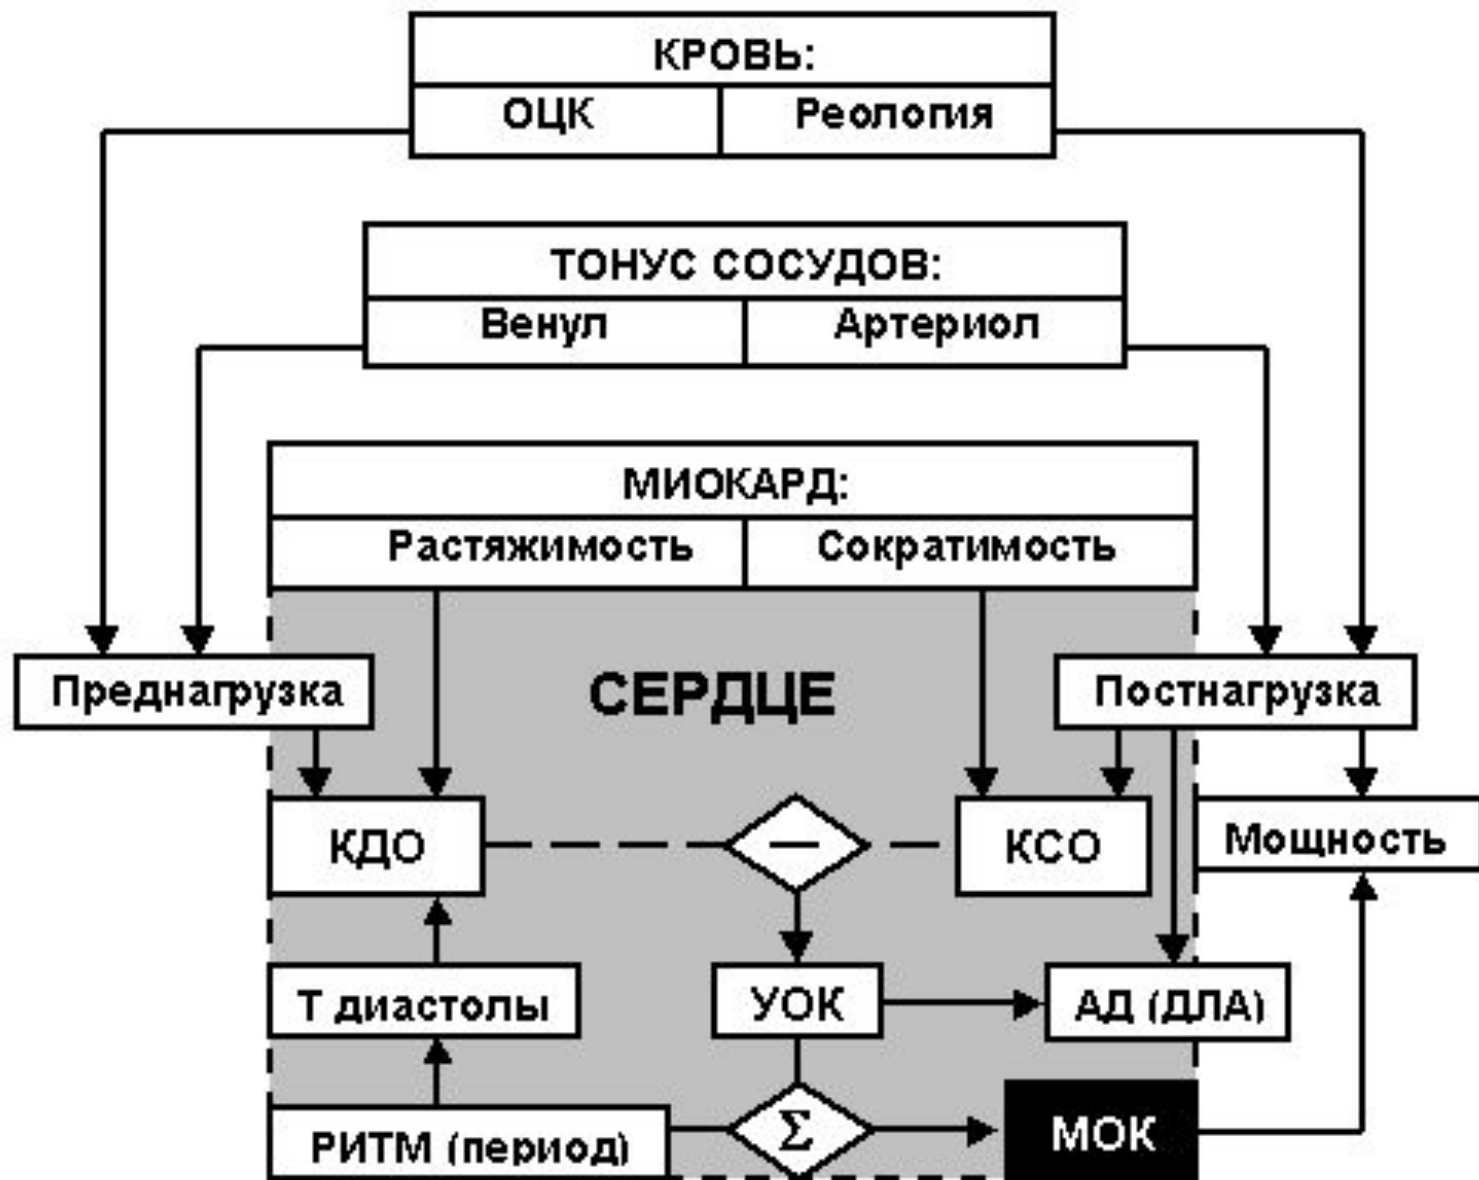 КРОВЬ:
ОЦК Реология
ТОНУС СОСУДОВ:
Венул Артериол
МИОКАРД:
Растяжимость Сократимость
СЕРДЦЕ
Преднагрузка Постнагрузка
КДО — КСО Мощность
Т диастолы УОК АД (ДЛА)
РИТМ (период) Σ МОК